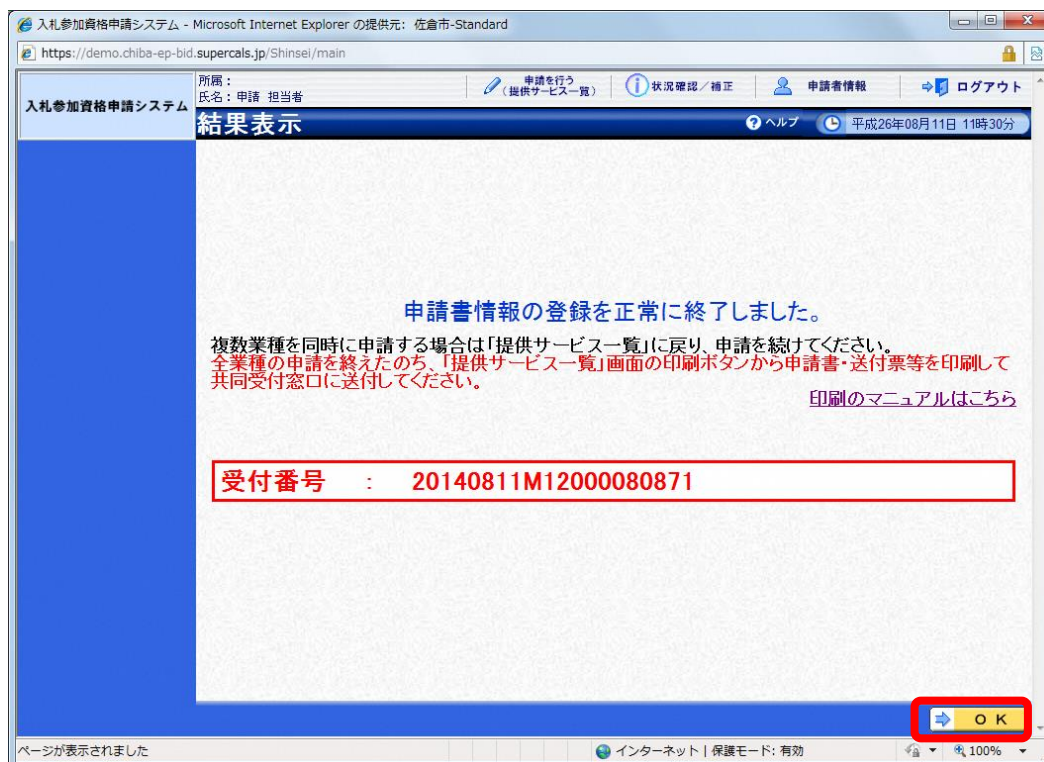 入札参加資格申請システム - Microsoft Internet Explorer の提供元: 佐倉市-Standard
https://demo.chiba-ep-bid.supercals.jp/Shinsei/main
入札参加資格申請システム
所属：
氏名：申請 担当者
申請を行う
（提供サービス一覧）
状況確認／補正
申請者情報
ログアウト
結果表示
ヘルプ
平成26年08月11日 11時30分
申請書情報の登録を正常に終了しました。
複数業種を同時に申請する場合は「提供サービス一覧」に戻り、申請を続けてください。
全業種の申請を終えたのち、「提供サービス一覧」画面の印刷ボタンから申請書・送付票等を印刷して
共同受付窓口に送付してください。
印刷のマニュアルはこちら
受付番号 ： 20140811M12000080871
ＯＫ
ページが表示されました
インターネット | 保護モード: 有効
100%